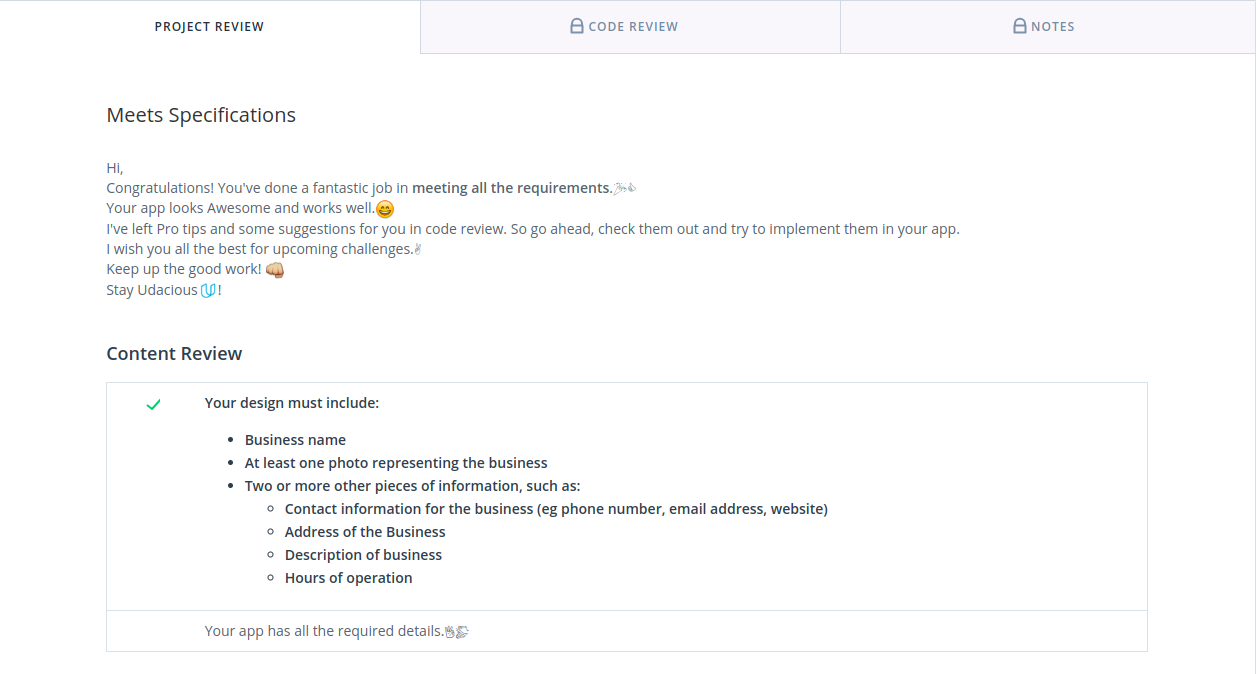 PROJECT REVIEW
CODE REVIEW
NOTES
Meets Specifications
Hi,
Congratulations! You've done a fantastic job in meeting all the requirements.
Your app looks Awesome and works well.😄
I've left Pro tips and some suggestions for you in code review. So go ahead, check them out and try to implement them in your app.
I wish you all the best for upcoming challenges.✌
Keep up the good work! 👊
Stay Udacious !
Content Review
Your design must include:
• Business name
• At least one photo representing the business
• Two or more other pieces of information, such as:
◦ Contact information for the business (eg phone number, email address, website)
◦ Address of the Business
◦ Description of business
◦ Hours of operation
Your app has all the required details.